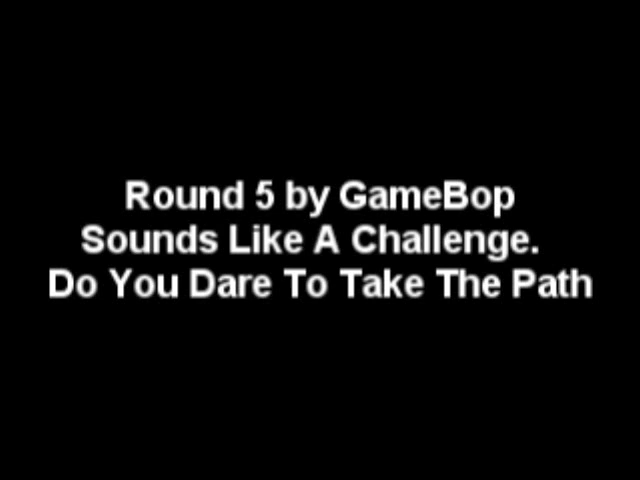 Round 5 by GameBop
Sounds Like A Challenge.
Do You Dare To Take The Path